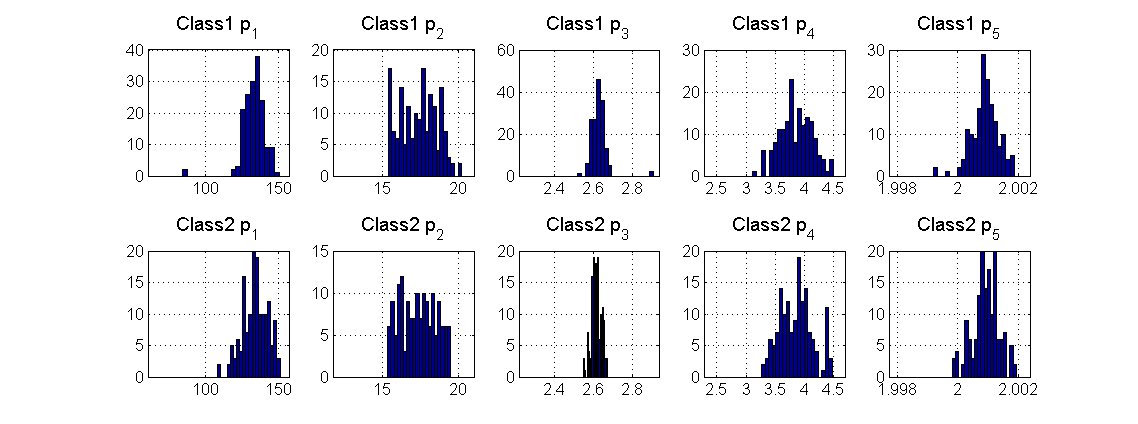 Class1 p1 Class1 p2 Class1 p3 Class1 p4 Class1 p5
40 20 60 30 30
30 15 40 20 20
20 10 20 10 10
10 5
0 0 0 0 0
100 150 15 20 2.4 2.6 2.8 2.5 3 3.5 4 4.5 1.998 2 2.002
Class2 p1 Class2 p2 Class2 p3 Class2 p4 Class2 p5
20 15 20 20 20
15 10 15 15 15
10 5 10 10 10
5 5 5 5
0 0 0 0 0
100 150 15 20 2.4 2.6 2.8 2.5 3 3.5 4 4.5 1.998 2 2.002